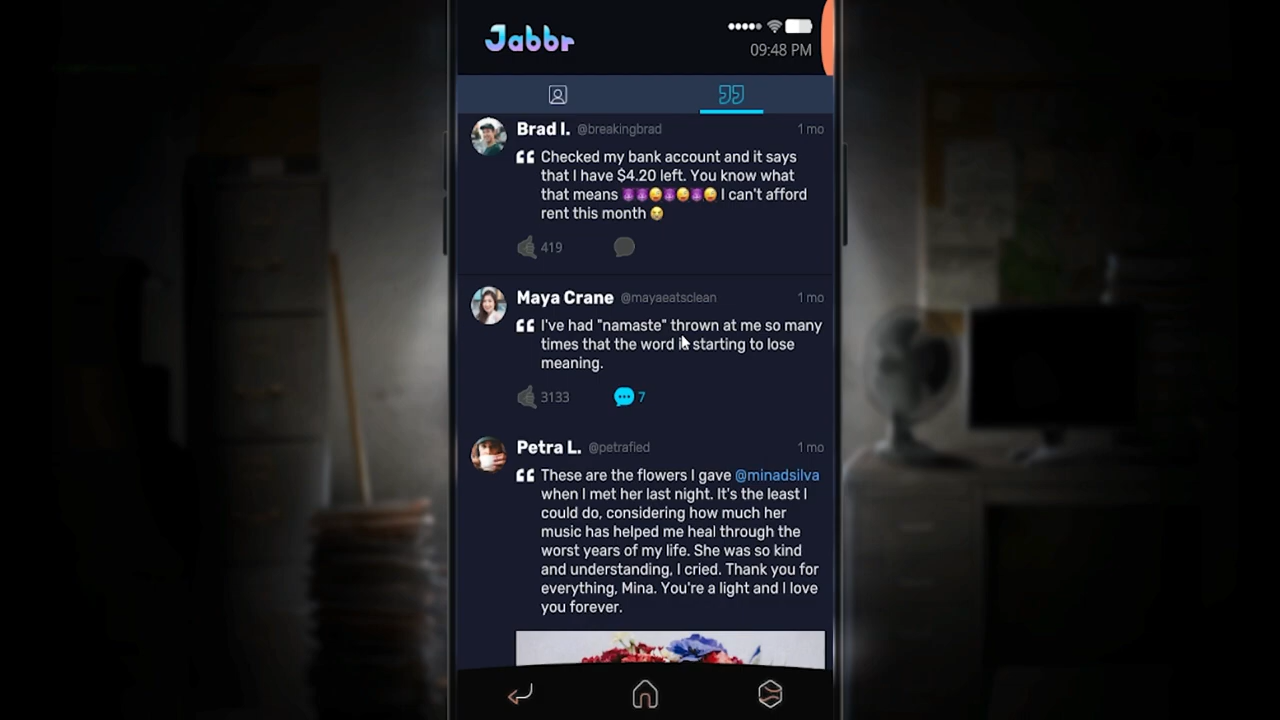 Jabbr
09:48 PM
Brad I. @breakingbrad 1 mo
Checked my bank account and it says
that I have $4.20 left. You know what
that means 😈😈😜😈😜😈😜 I can't afford
rent this month 😭
419
Maya Crane @mayaeatsclean 1 mo
I've had "namaste" thrown at me so many
times that the word is starting to lose
meaning.
3133 7
Petra L. @petrafied 1 mo
These are the flowers I gave @minadsilva
when I met her last night. It's the least I
could do, considering how much her
music has helped me heal through the
worst years of my life. She was so kind
and understanding, I cried. Thank you for
everything, Mina. You're a light and I love
you forever.